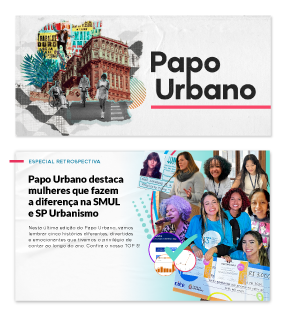 Papo
Urbano
ESPECIAL RETROSPECTIVA
Papo Urbano destaca
mulheres que fazem
a diferença na SMUL
e SP Urbanismo
Nesta última edição do Papo Urbano, vamos
lembrar cinco histórias diferentes, divertidas
e emocionantes que tivemos o privilégio de
contar ao longo do ano. Confira o nosso TOP 5!